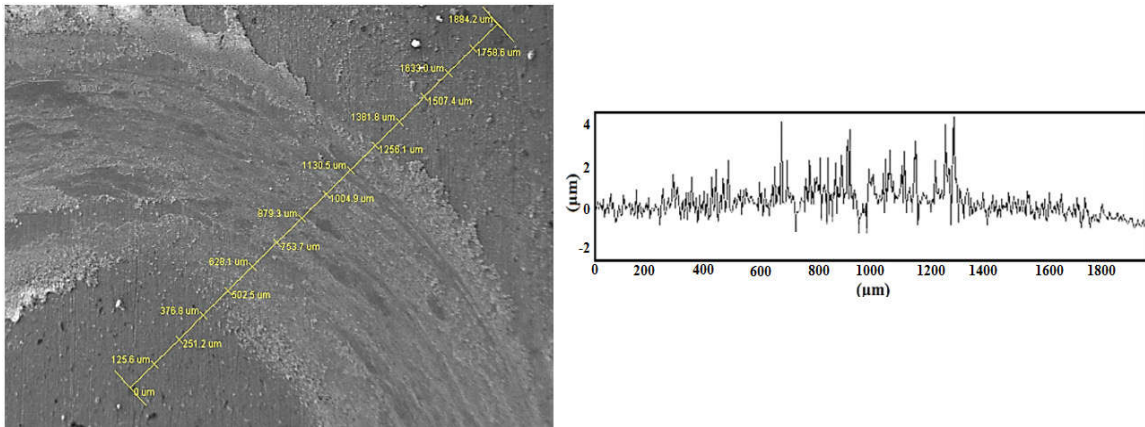 1884.2 um
1758.6 um
1633.0 um
1507.4 um
1381.8 um
1256.1 um
1130.5 um
1004.9 um
879.3 um
753.7 um
628.1 um
502.5 um
376.8 um
251.2 um
125.6 um
0 um
4
2
0
-2
(µm)
0 200 400 600 800 1000 1200 1400 1600 1800
(µm)